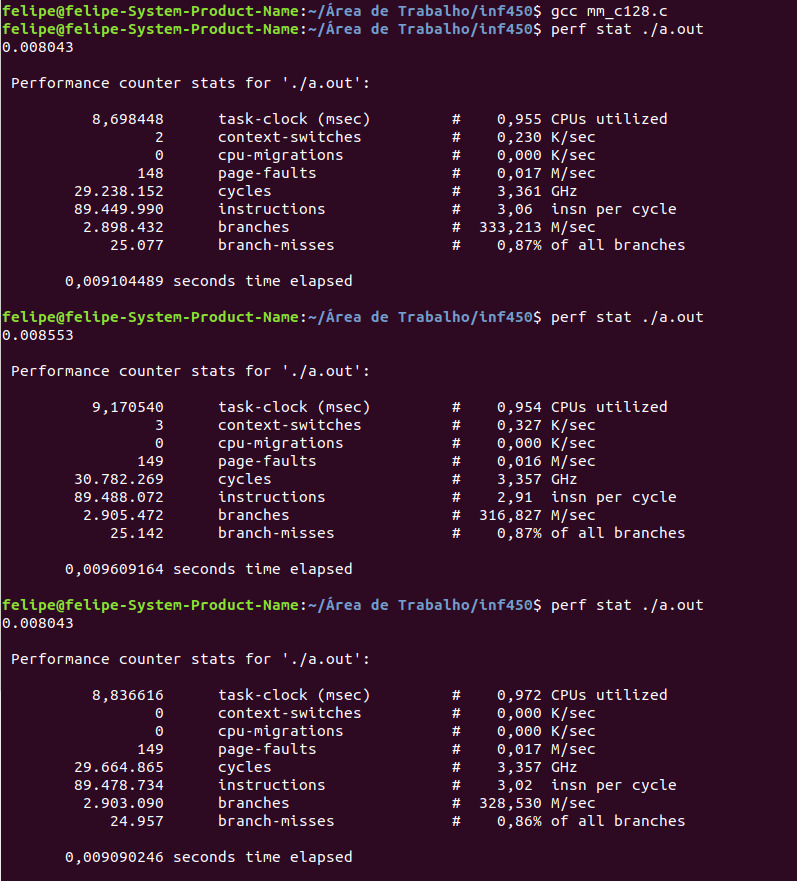 felipe@felipe-System-Product-Name:~/Área de Trabalho/inf450$ gcc mm_c128.c
felipe@felipe-System-Product-Name:~/Área de Trabalho/inf450$ perf stat ./a.out
0.008043
Performance counter stats for './a.out':
8,698448 task-clock (msec) # 0,955 CPUs utilized
2 context-switches # 0,230 K/sec
0 cpu-migrations # 0,000 K/sec
148 page-faults # 0,017 M/sec
29.238.152 cycles # 3,361 GHz
89.449.990 instructions # 3,06 insn per cycle
2.898.432 branches # 333,213 M/sec
25.077 branch-misses # 0,87% of all branches
0,009104489 seconds time elapsed
felipe@felipe-System-Product-Name:~/Área de Trabalho/inf450$ perf stat ./a.out
0.008553
Performance counter stats for './a.out':
9,170540 task-clock (msec) # 0,954 CPUs utilized
3 context-switches # 0,327 K/sec
0 cpu-migrations # 0,000 K/sec
149 page-faults # 0,016 M/sec
30.782.269 cycles # 3,357 GHz
89.488.072 instructions # 2,91 insn per cycle
2.905.472 branches # 316,827 M/sec
25.142 branch-misses # 0,87% of all branches
0,009609164 seconds time elapsed
felipe@felipe-System-Product-Name:~/Área de Trabalho/inf450$ perf stat ./a.out
0.008043
Performance counter stats for './a.out':
8,836616 task-clock (msec) # 0,972 CPUs utilized
0 context-switches # 0,000 K/sec
0 cpu-migrations # 0,000 K/sec
149 page-faults # 0,017 M/sec
29.664.865 cycles # 3,357 GHz
89.478.734 instructions # 3,02 insn per cycle
2.903.090 branches # 328,530 M/sec
24.957 branch-misses # 0,86% of all branches
0,009090246 seconds time elapsed